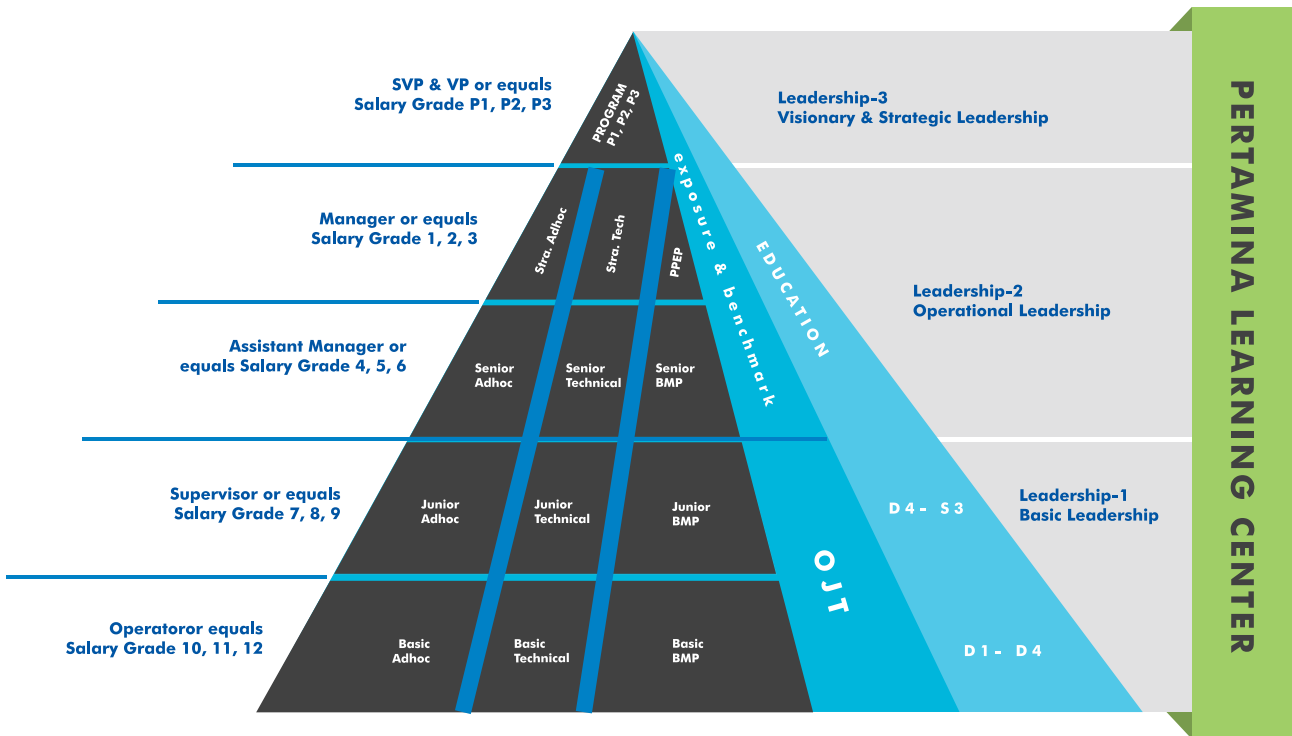 SVP & VP or equals
Salary Grade P1, P2, P3
PROGRAM
P1, P2, P3
Leadership-3
Visionary & Strategic Leadership
Manager or equals
Salary Grade 1, 2, 3
Stra. Adhoc
Stra. Tech
PPEP
exposure & benchmark
EDUCATION
Leadership-2
Operational Leadership
Assistant Manager or
equals Salary Grade 4, 5, 6
Senior
Adhoc
Senior
Technical
Senior
BMP
Supervisor or equals
Salary Grade 7, 8, 9
Junior
Adhoc
Junior
Technical
Junior
BMP
OJT
D4- S3
Leadership-1
Basic Leadership
Operatoror equals
Salary Grade 10, 11, 12
Basic
Adhoc
Basic
Technical
Basic
BMP
D1- D4
PERTAMINA LEARNING CENTER